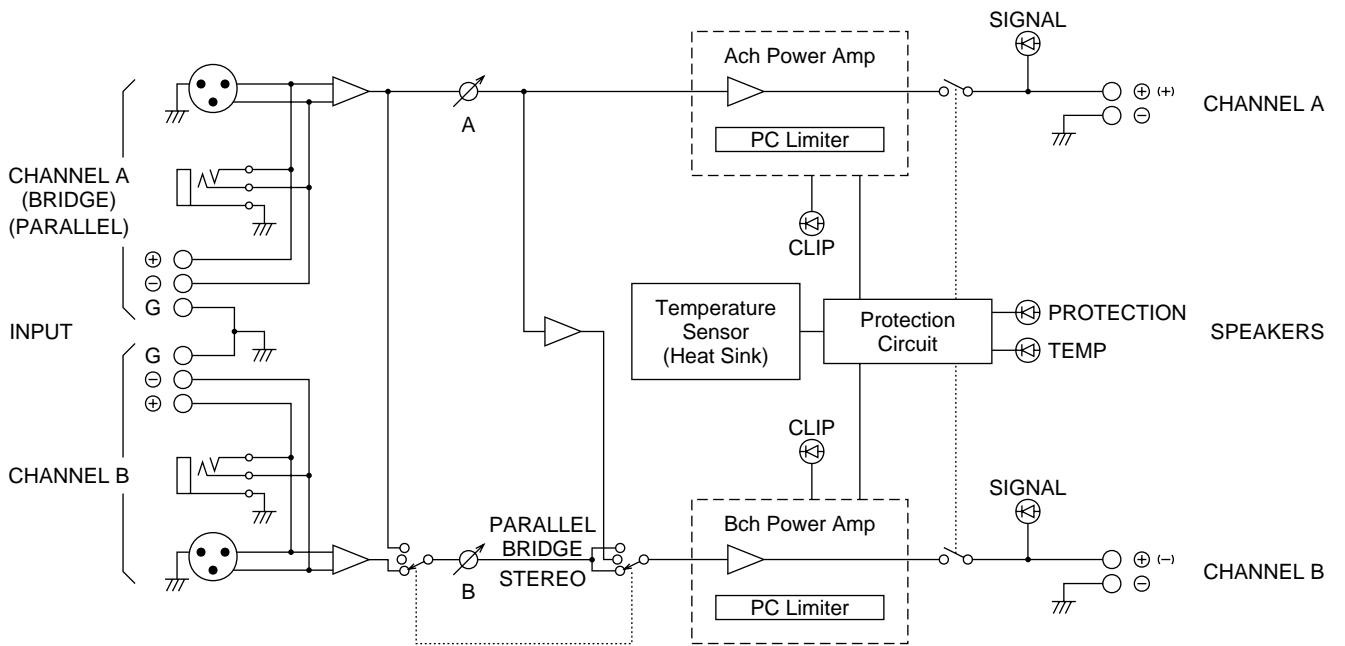 SIGNAL
Ach Power Amp
⊕ (+)
CHANNEL A
⊖
A
PC Limiter
CHANNEL A
(BRIDGE)
(PARALLEL)
CLIP
⊕
⊖
G
Temperature
Sensor
(Heat Sink)
Protection
Circuit
PROTECTION
TEMP
INPUT
SPEAKERS
G
⊖
⊕
CLIP
CHANNEL B
SIGNAL
PARALLEL
BRIDGE
STEREO
B
Bch Power Amp
⊕ (−)
CHANNEL B
⊖
PC Limiter